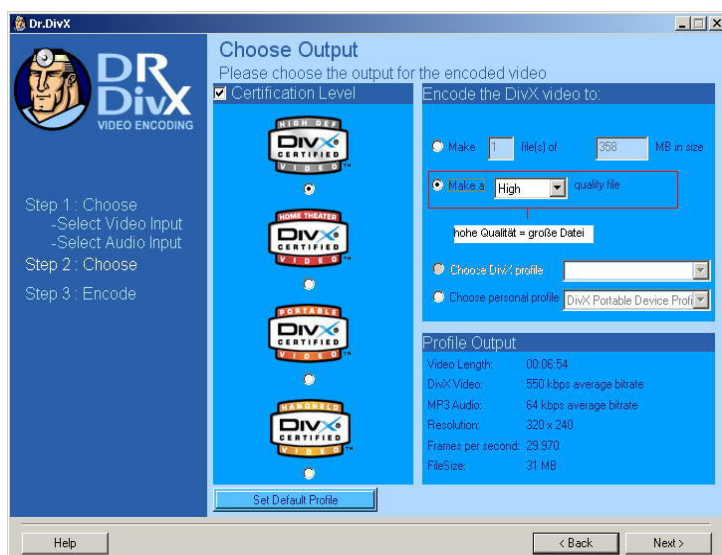 Dr.DivX
DR
DivX
VIDEO ENCODING
Step 1 : Choose
-Select Video Input
-Select Audio Input
Step 2 : Choose
Step 3 : Encode
Choose Output
Please choose the output for the encoded video
Certification Level
HIGH DEF
DIVX
CERTIFIED
VIDEO
HOME THEATER
DIVX
CERTIFIED
VIDEO
PORTABLE
DIVX
CERTIFIED
VIDEO
HANDHELD
DIVX
CERTIFIED
VIDEO
Set Default Profile
Encode the DivX video to:
Make 1 file(s) of 358 MB in size
Make a High quality file
hohe Qualität = große Datei
Choose DivX profile
Choose personal profile DivX Portable Device Profi
Profile Output
Video Length: 00:06:54
DivX Video: 550 kbps average bitrate
MP3 Audio: 64 kbps average bitrate
Resolution: 320 x 240
Frames per second: 29.970
FileSize: 31 MB
Help
< Back
Next >